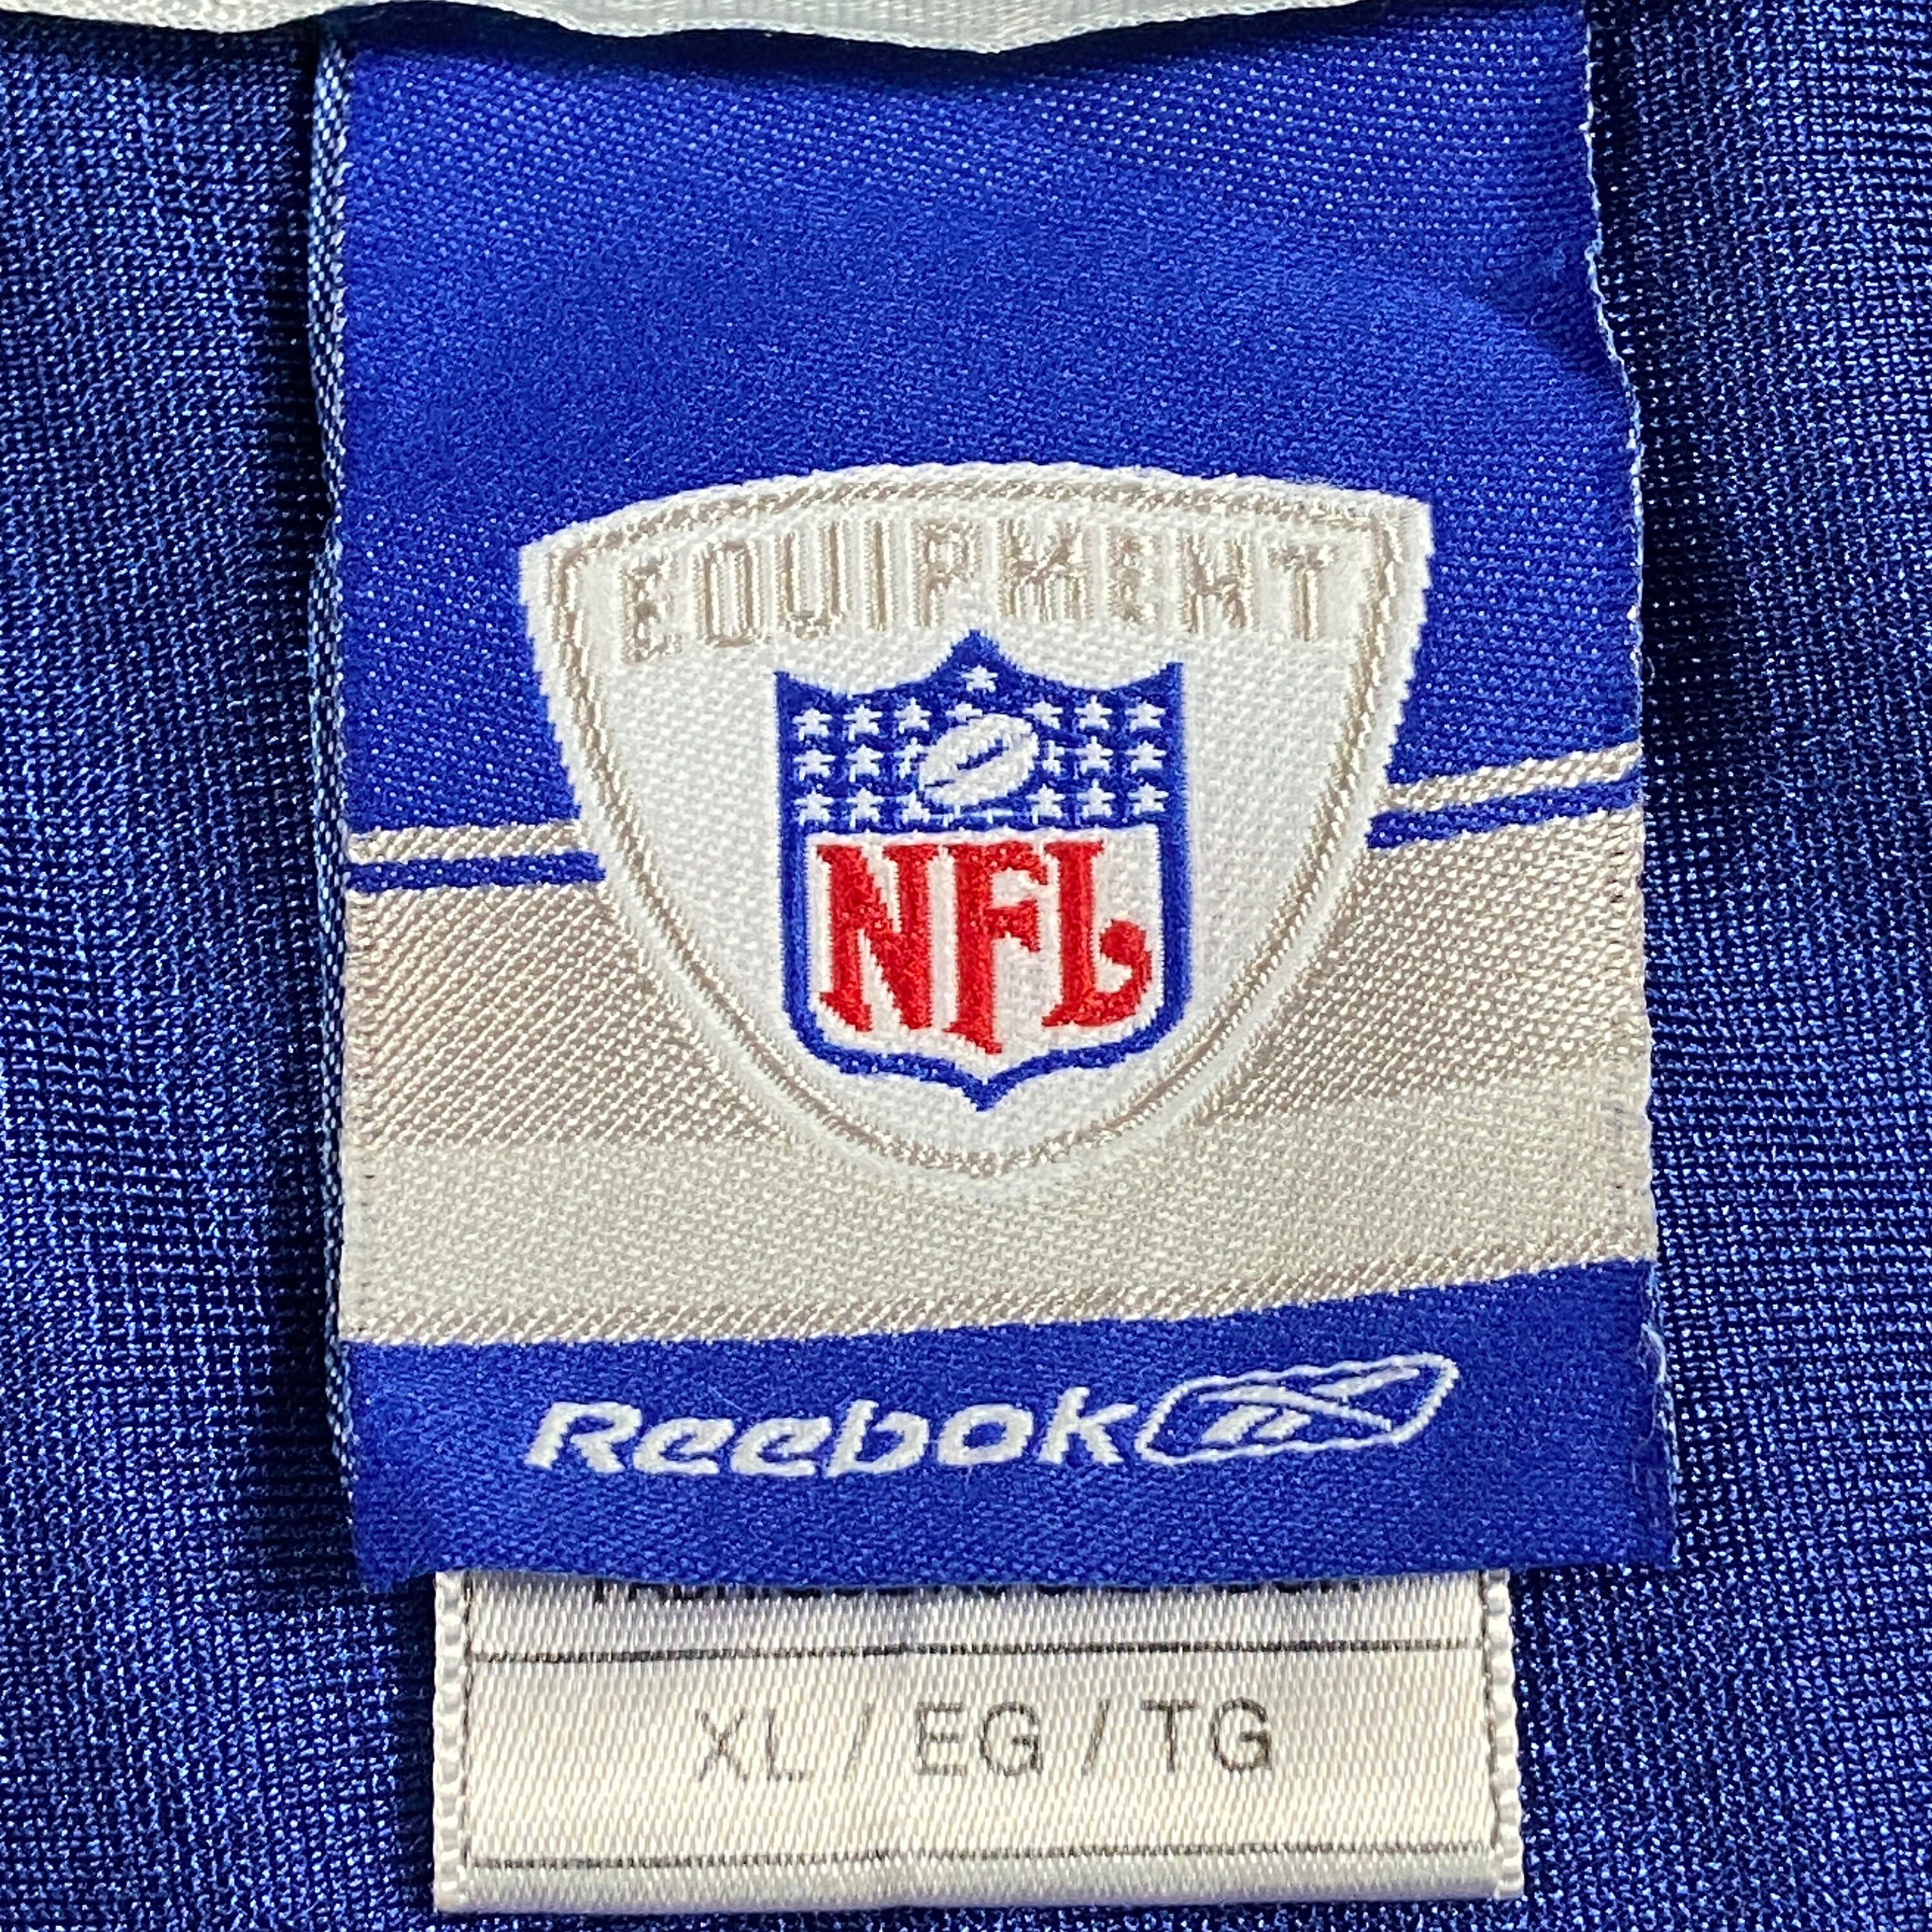 EQUIPMENT
NFL
Reebok
XL / EG / TG